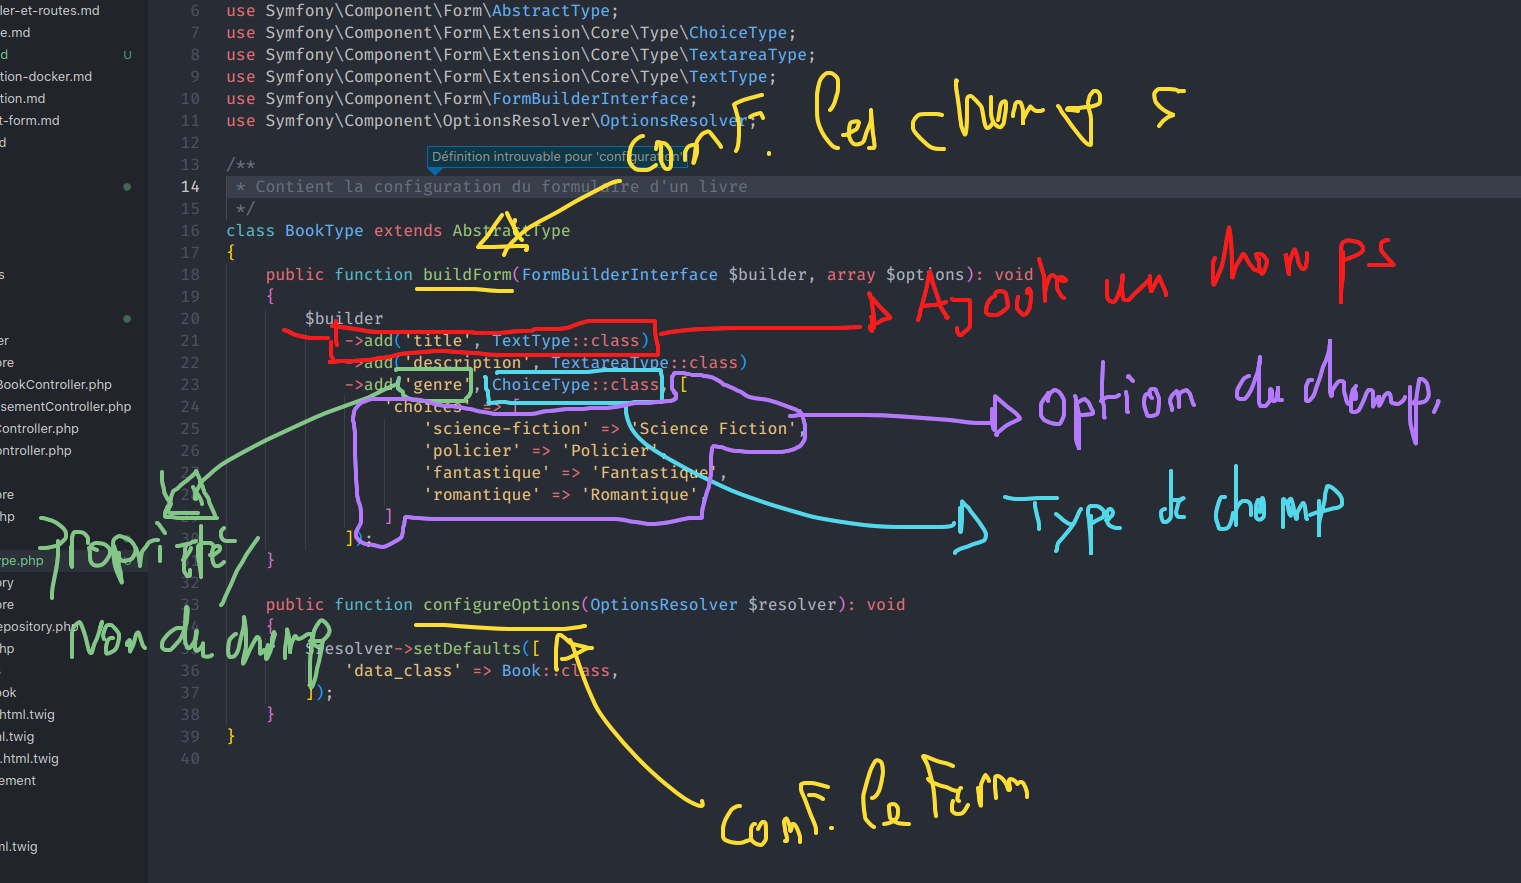 ler-et-routes.md
e.md
d U
tion-docker.md
tion.md
t-form.md
d
s
er
ore
BookController.php
sementController.php
Controller.php
ontroller.php
ore
hp
ype.php
ory
ore
epository.php
hp
ook
html.twig
ml.twig
.html.twig
ement
ml.twig
6 use Symfony\Component\Form\AbstractType;
7 use Symfony\Component\Form\Extension\Core\Type\ChoiceType;
8 use Symfony\Component\Form\Extension\Core\Type\TextareaType;
9 use Symfony\Component\Form\Extension\Core\Type\TextType;
10 use Symfony\Component\Form\FormBuilderInterface;
11 use Symfony\Component\OptionsResolver\OptionsResolver;
12
conf. les champs
13 /**
Définition introuvable pour 'configuration'
14 * Contient la configuration du formulaire d'un livre
15 */
16 class BookType extends AbstractType
17 {
18 public function buildForm(FormBuilderInterface $builder, array $options): void
19 {
Ajoute un champs
20 $builder
21 ->add('title', TextType::class)
22 ->add('description', TextareaType::class)
23 ->add('genre', ChoiceType::class, [
24 'choices' => [
Option du champ.
25 'science-fiction' => 'Science Fiction',
26 'policier' => 'Policier',
27 'fantastique' => 'Fantastique',
28 'romantique' => 'Romantique',
29 ]
Type de champ
30 ]);
propriété /
31 }
32
33 public function configureOptions(OptionsResolver $resolver): void
34 {
Nom du champ
35 $resolver->setDefaults([
36 'data_class' => Book::class,
37 ]);
38 }
39 }
40
Conf. le Form